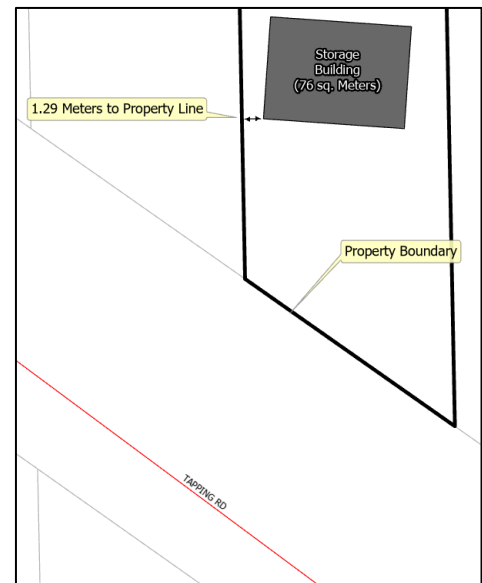 Storage
Building
(76 sq. Meters)
1.29 Meters to Property Line
Property Boundary
TAPPING RD